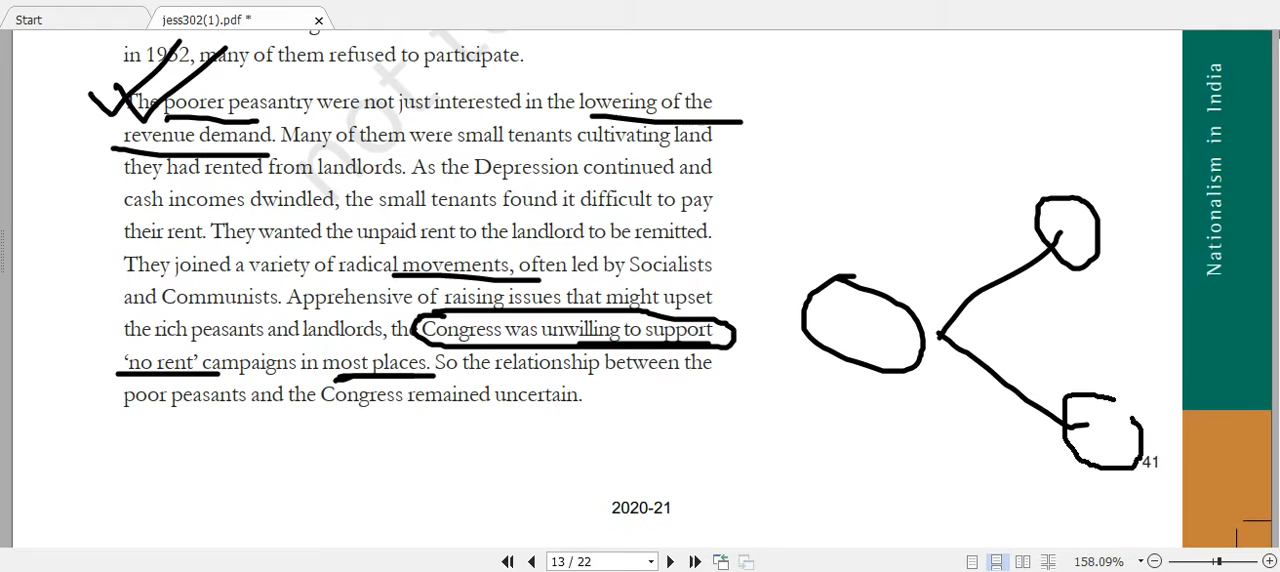 Start
jess302(1).pdf *
in 1932, many of them refused to participate.
The poorer peasantry were not just interested in the lowering of the
revenue demand. Many of them were small tenants cultivating land
they had rented from landlords. As the Depression continued and
cash incomes dwindled, the small tenants found it difficult to pay
their rent. They wanted the unpaid rent to the landlord to be remitted.
They joined a variety of radical movements, often led by Socialists
and Communists. Apprehensive of raising issues that might upset
the rich peasants and landlords, the Congress was unwilling to support
‘no rent’ campaigns in most places. So the relationship between the
poor peasants and the Congress remained uncertain.
Nationalism in India
41
2020-21
13 / 22
158.09%